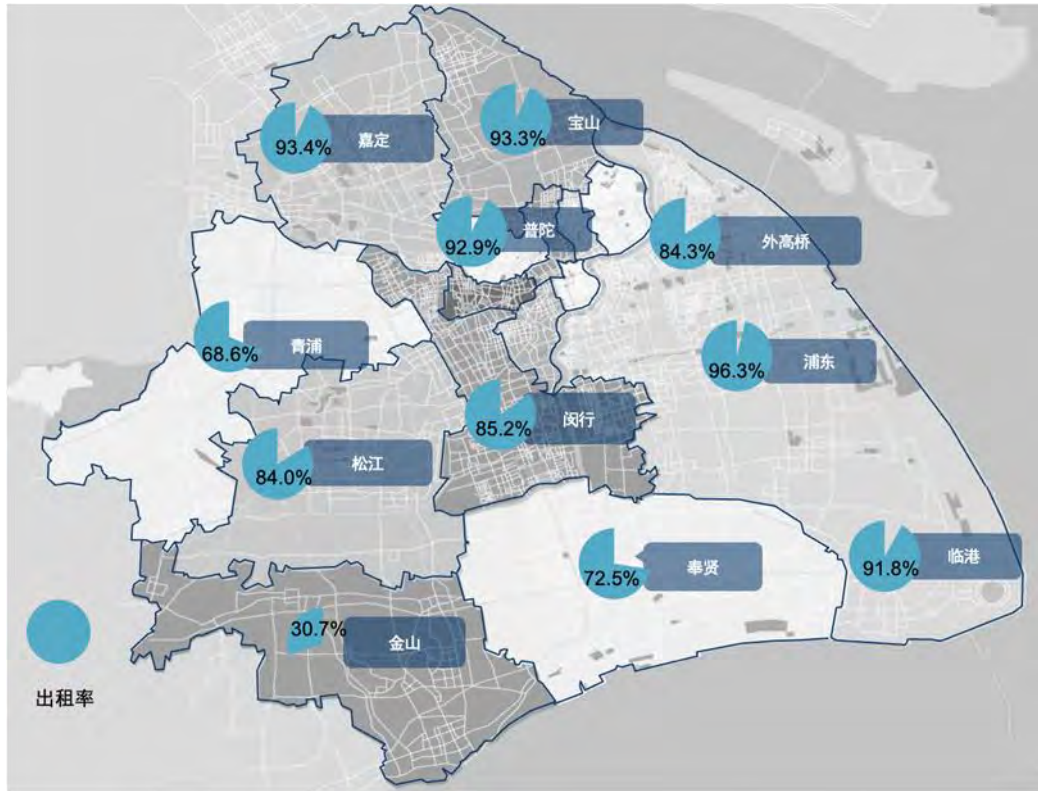 93.4%
嘉定
93.3%
宝山
92.9%
普陀
84.3%
外高桥
68.6%
青浦
96.3%
浦东
85.2%
闵行
84.0%
松江
72.5%
奉贤
91.8%
临港
30.7%
金山
出租率